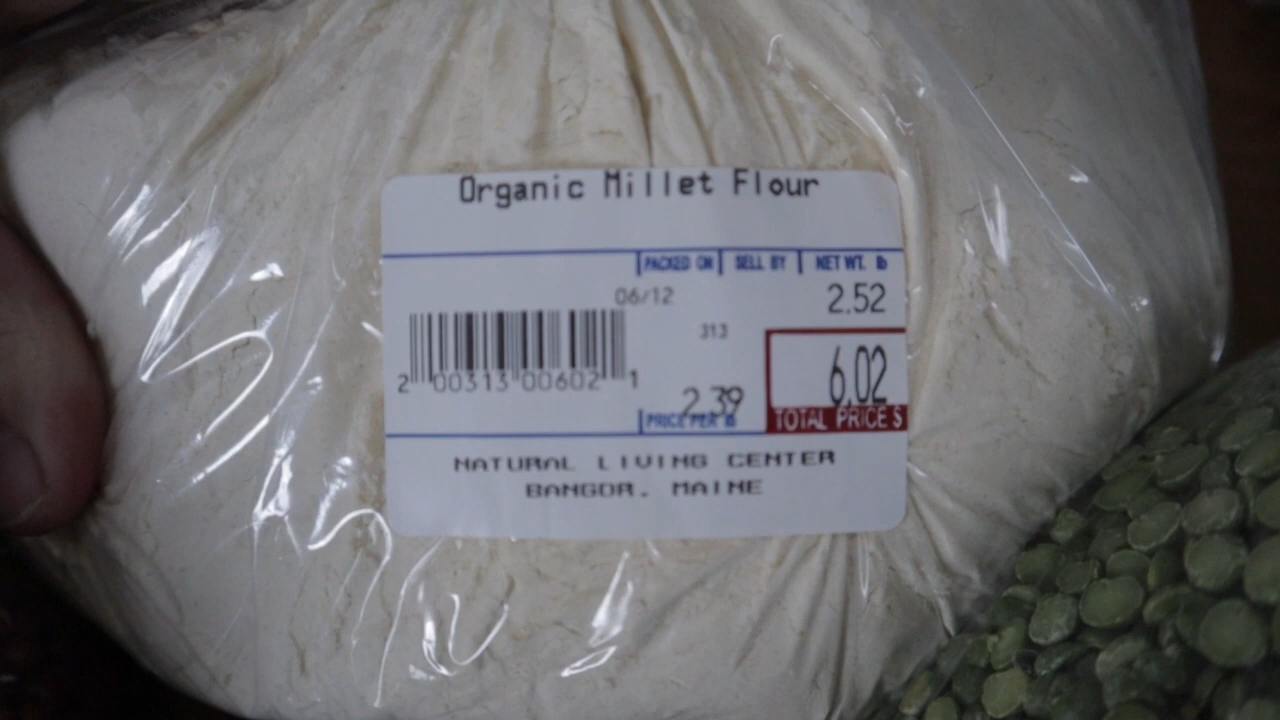 Organic Millet Flour
PACKED ON SELL BY NET WT. lb
06/12 2.52
313
2 00313 00602 1
2.39 6.02
PRICE PER lb TOTAL PRICE $
NATURAL LIVING CENTER
BANGOR, MAINE